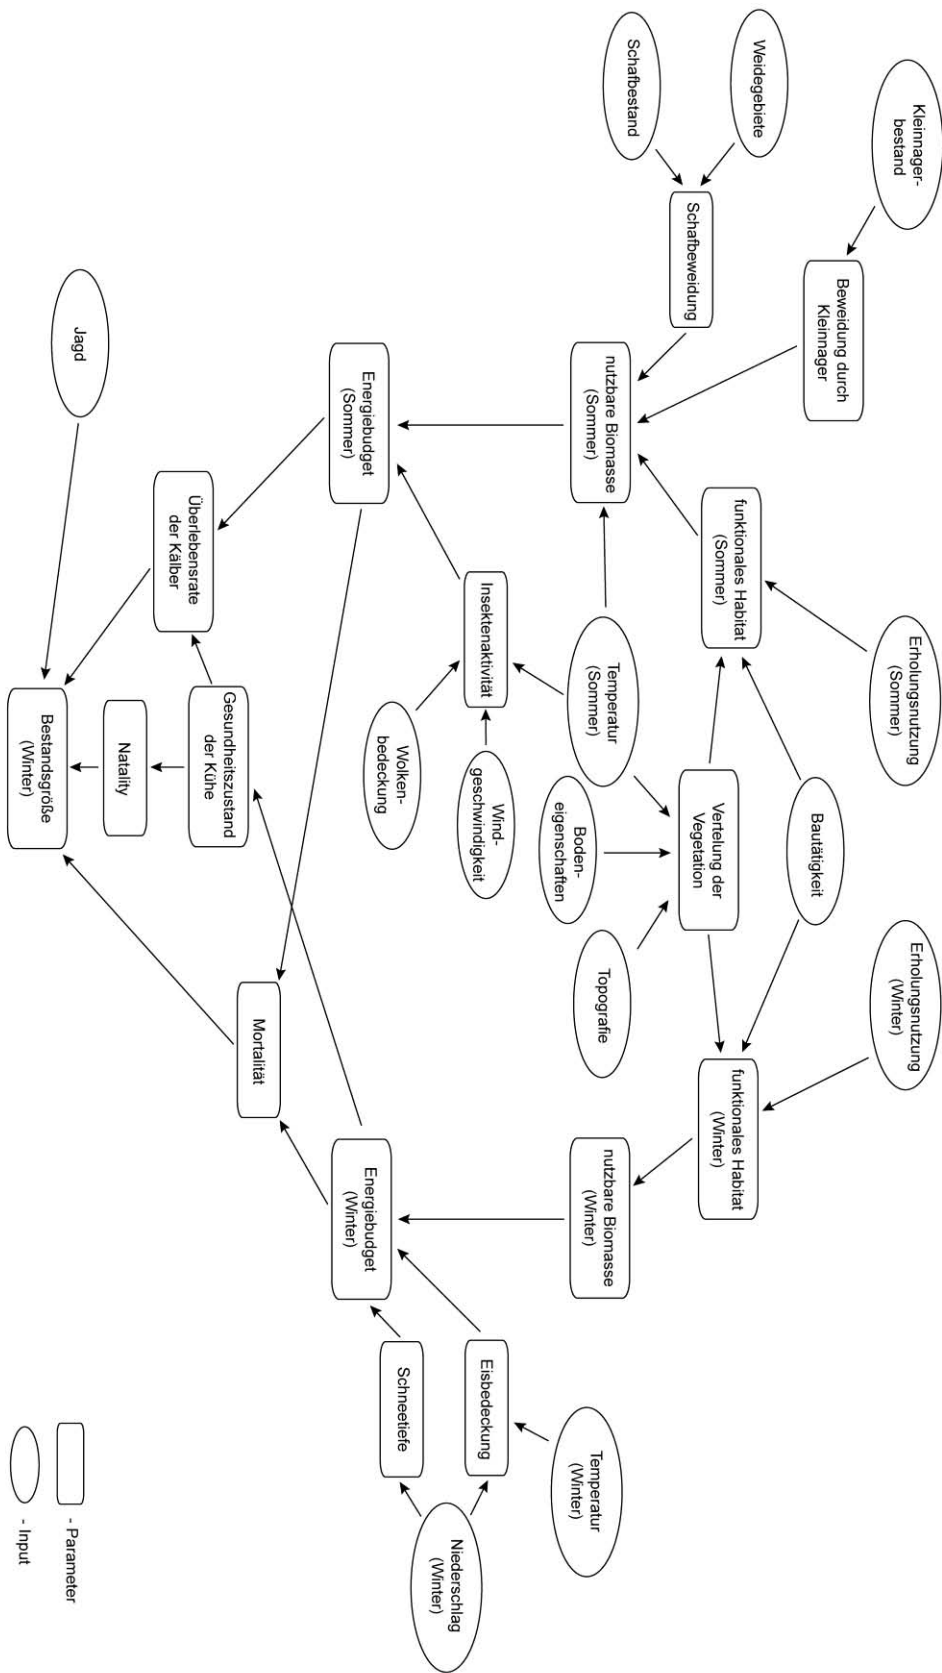 Kleinnager-
bestand
Beweidung durch
Kleinnager
Erholungsnutzung
(Sommer)
Bautätigkeit
Erholungsnutzung
(Winter)
Weidegebiete
Schafbestand
Schafbeweidung
funktionales Habitat
(Sommer)
Vertelung der
Vegetation
funktionales Habitat
(Winter)
nutzbare Biomasse
(Sommer)
Temperatur
(Sommer)
Boden-
eigenschaften
Topografie
nutzbare Biomasse
(Winter)
Temperatur
(Winter)
Insektenaktivität
Wind-
geschwindigkeit
Wolken-
bedeckung
Eisbedeckung
Niederschlag
(Winter)
Schneetiefe
Energiebudget
(Sommer)
Energiebudget
(Winter)
Mortalität
Überlebensrate
der Kälber
Gesundheitszustand
der Kühe
Natality
Jagd
Bestandsgröße
(Winter)
- Parameter
- Input